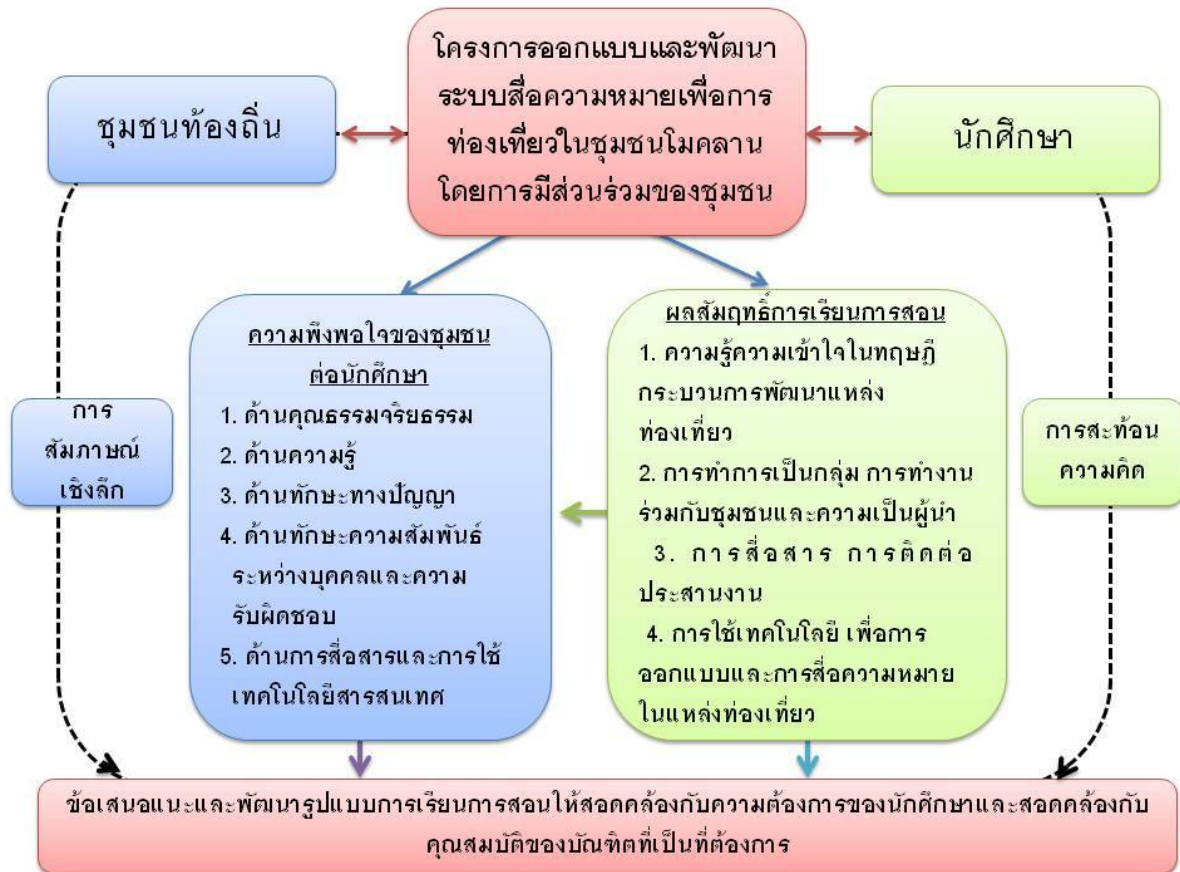 โครงการออกแบบและพัฒนา
ระบบสื่อความหมายเพื่อการ
ท่องเที่ยวในชุมชนโมคลาน
โดยการมีส่วนร่วมของชุมชน
ชุมชนท้องถิ่น
นักศึกษา
ความพึงพอใจของชุมชน
ต่อนักศึกษา
1. ด้านคุณธรรมจริยธรรม
2. ด้านความรู้
3. ด้านทักษะทางปัญญา
4. ด้านทักษะความสัมพันธ์
ระหว่างบุคคลและความ
รับผิดชอบ
5. ด้านการสื่อสารและการใช้
เทคโนโลยีสารสนเทศ
ผลสัมฤทธิ์การเรียนการสอน
1. ความรู้ความเข้าใจในทฤษฎี
กระบวนการพัฒนาแหล่ง
ท่องเที่ยว
2. การทำการเป็นกลุ่ม การทำงาน
ร่วมกับชุมชนและความเป็นผู้นำ
3. การสื่อสาร การติดต่อ
ประสานงาน
4. การใช้เทคโนโลยี เพื่อการ
ออกแบบและการสื่อความหมาย
ในแหล่งท่องเที่ยว
การ
สัมภาษณ์
เชิงลึก
การสะท้อน
ความคิด
ข้อเสนอแนะและพัฒนารูปแบบการเรียนการสอนให้สอดคล้องกับความต้องการของนักศึกษาและสอดคล้องกับ
คุณสมบัติของบัณฑิตที่เป็นที่ต้องการ